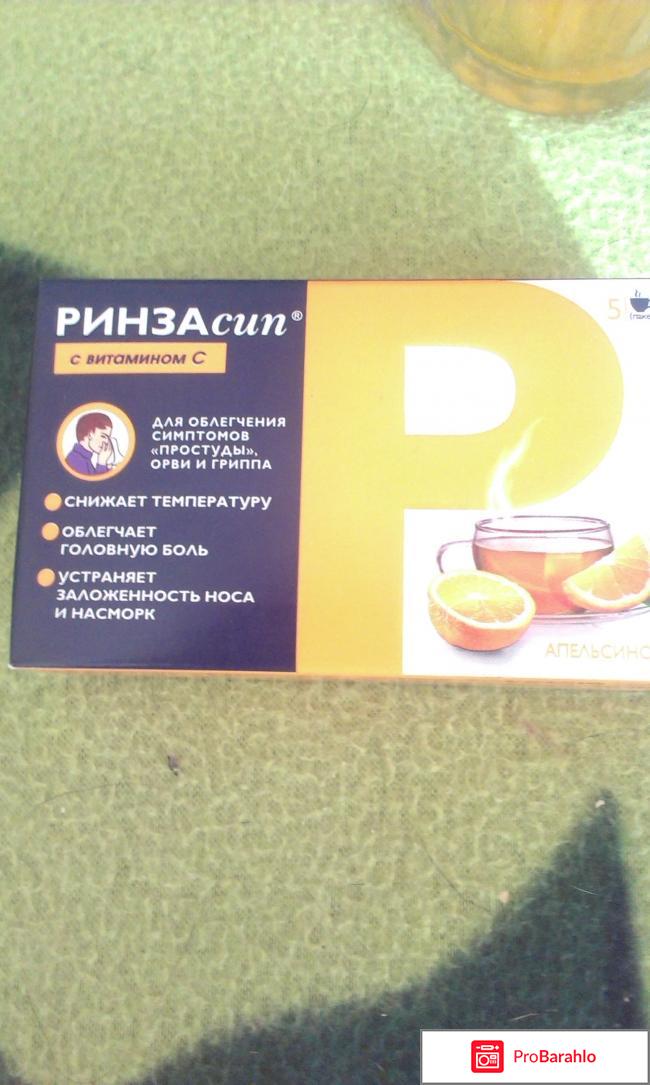 РИНЗАсип®
с витамином С
ДЛЯ ОБЛЕГЧЕНИЯ
СИМПТОМОВ
«ПРОСТУДЫ»,
ОРВИ И ГРИППА
СНИЖАЕТ ТЕМПЕРАТУРУ
ОБЛЕГЧАЕТ
ГОЛОВНУЮ БОЛЬ
УСТРАНЯЕТ
ЗАЛОЖЕННОСТЬ НОСА
И НАСМОРК
Р
5
АПЕЛЬСИНО
ProBarahlo